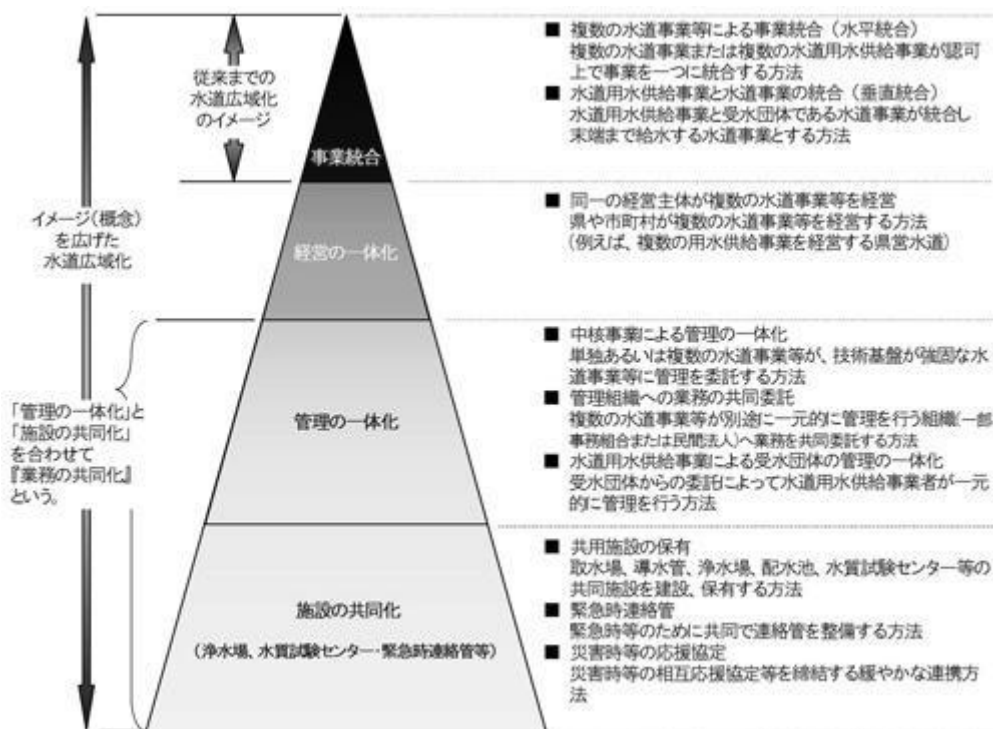 従来までの
水道広域化
のイメージ
事業統合
■ 複数の水道事業等による事業統合（水平統合）
複数の水道事業または複数の水道用水供給事業が認可
上で事業を一つに統合する方法
■ 水道用水供給事業と水道事業の統合（垂直統合）
水道用水供給事業と受水団体である水道事業が統合し
末端まで給水する水道事業とする方法
イメージ（概念）
を広げた
水道広域化
経営の一体化
■ 同一の経営主体が複数の水道事業等を経営
県や市町村が複数の水道事業等を経営する方法
（例えば、複数の用水供給事業を経営する県営水道）
「管理の一体化」と
「施設の共同化」
を合わせて
『業務の共同化』
という。
管理の一体化
■ 中核事業による管理の一体化
単独あるいは複数の水道事業等が、技術基盤が強固な水
道事業等に管理を委託する方法
■ 管理組織への業務の共同委託
複数の水道事業等が別途に一元的に管理を行う組織（一部
事務組合または民間法人）へ業務を共同委託する方法
■ 水道用水供給事業による受水団体の管理の一体化
受水団体からの委託によって水道用水供給事業者が一元
的に管理を行う方法
施設の共同化
（浄水場、水質試験センター・緊急時連絡管等）
■ 共用施設の保有
取水場、導水管、浄水場、配水池、水質試験センター等の
共同施設を建設、保有する方法
■ 緊急時連絡管
緊急時等のために共同で連絡管を整備する方法
■ 災害時等の応援協定
災害時等の相互応援協定等を締結する緩やかな連携方
法